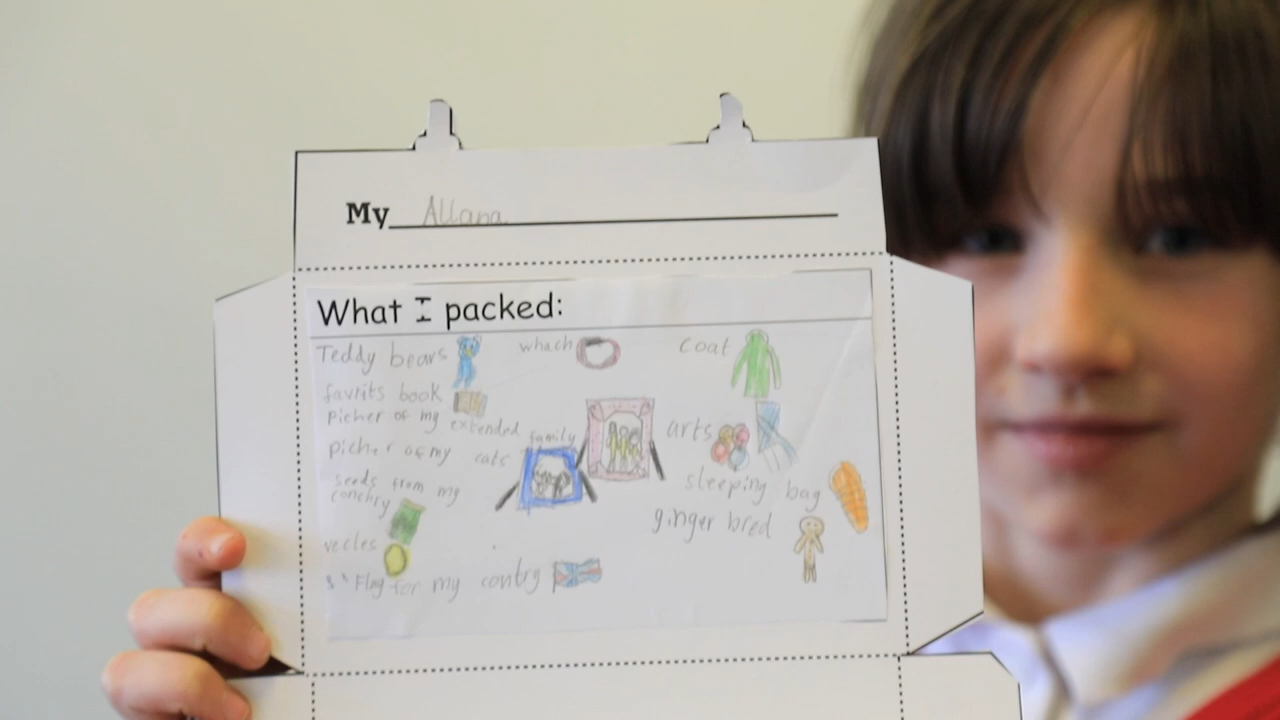 My Allana
What I packed:
Teddy bears
whach
coat
favrits book
picher of my extended family
arts
picher of my cats
sleeping bag
seeds from my
conchry
ginger bred
vecles
Flag for my contry